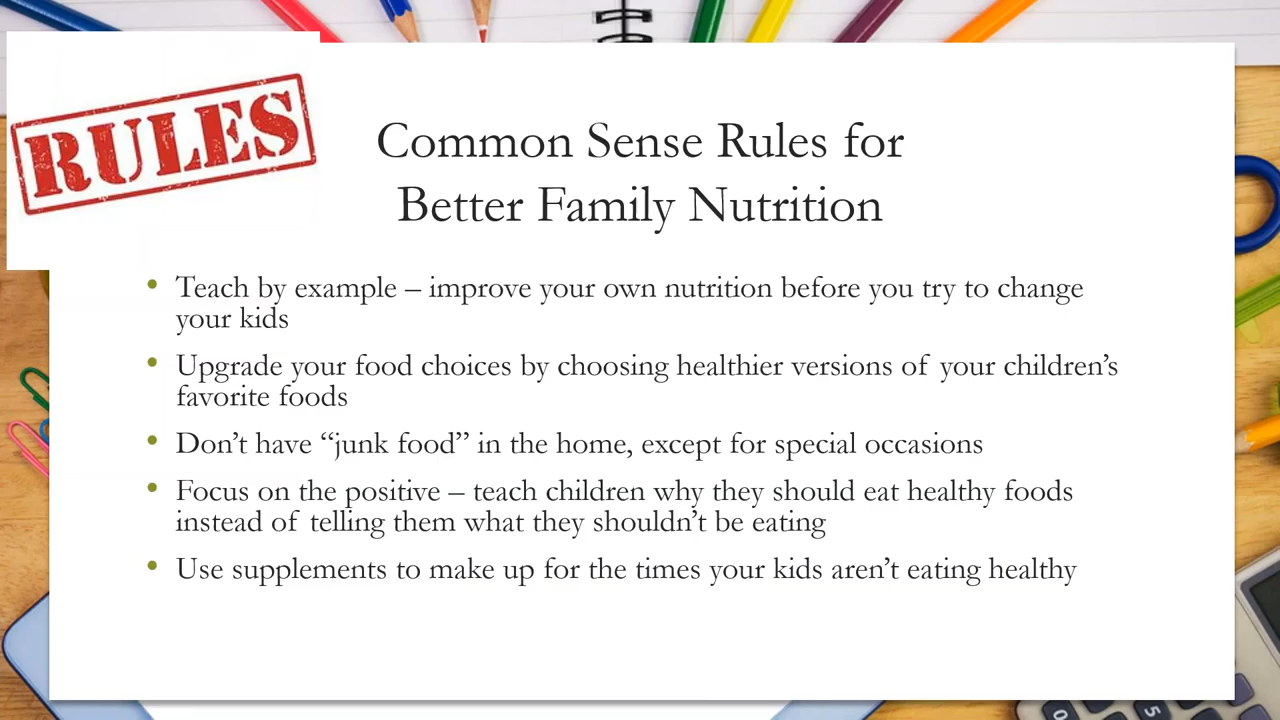 RULES
Common Sense Rules for
Better Family Nutrition
• Teach by example – improve your own nutrition before you try to change
your kids
• Upgrade your food choices by choosing healthier versions of your children’s
favorite foods
• Don’t have “junk food” in the home, except for special occasions
• Focus on the positive – teach children why they should eat healthy foods
instead of telling them what they shouldn’t be eating
• Use supplements to make up for the times your kids aren’t eating healthy
0
5